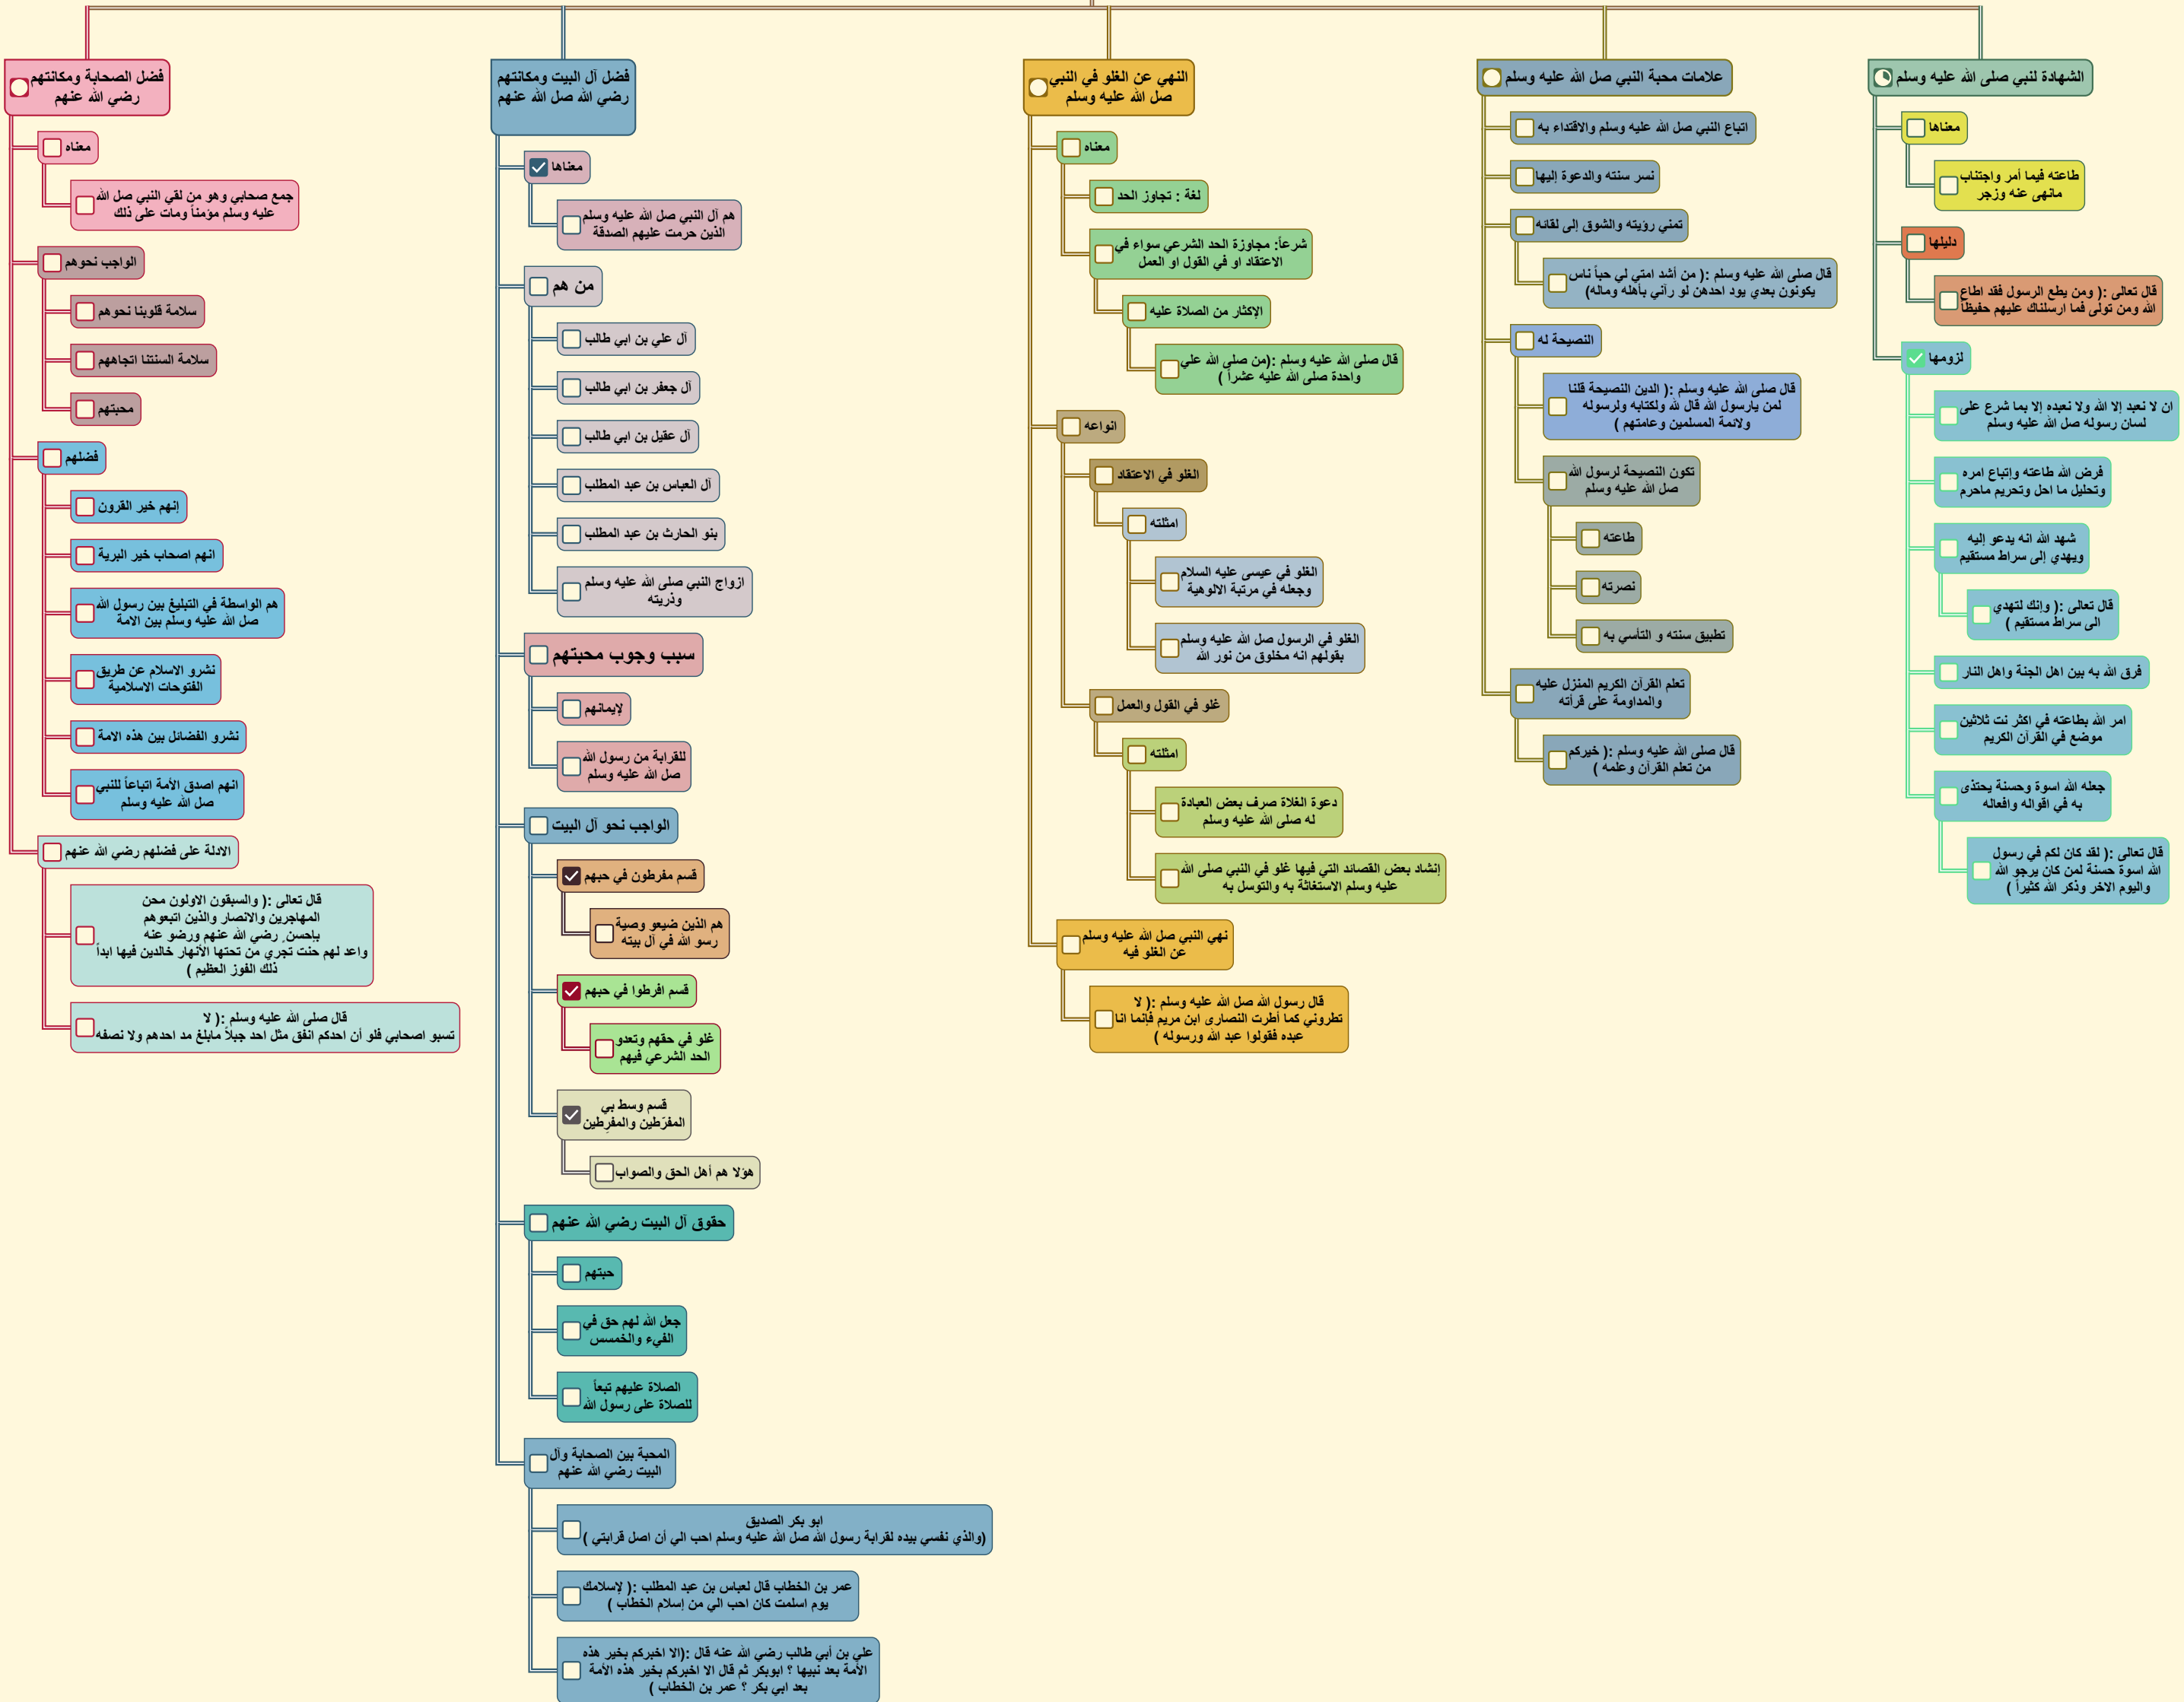 الشهادة لنبي صلى الله عليه وسلم
معناها
طاعته فيما أمر واجتناب
مانهى عنه وزجر
دليلها
قال تعالى :( ومن يطع الرسول فقد اطاع
الله ومن تولى فما ارسلناك عليهم حفيظاً
لزومها
ان لا نعبد إلا الله ولا نعبده إلا بما شرع على
لسان رسوله صل الله عليه وسلم
فرض الله طاعته وإتباع امره
وتحليل ما احل وتحريم ماحرم
شهد الله انه يدعو إليه
ويهدي إلى سراط مستقيم
قال تعالى :( وإنك لتهدي
الى سراط مستقيم )
فرق الله به بين اهل الجنة واهل النار
امر الله بطاعته في اكثر نت ثلاثين
موضع في القرآن الكريم
جعله الله اسوة وحسنة يحتذى
به في اقواله وافعاله
قال تعالى :( لقد كان لكم في رسول
الله اسوة حسنة لمن كان يرجو الله
واليوم الاخر وذكر الله كثيراً )
علامات محبة النبي صل الله عليه وسلم
اتباع النبي صل الله عليه وسلم والاقتداء به
نسر سنته والدعوة إليها
تمني رؤيته والشوق إلى لقائه
قال صلى الله عليه وسلم :( من أشد امتي لي حباً ناس
يكونون بعدي يود احدهن لو رآني بأهله وماله)
النصيحة له
قال صلى الله عليه وسلم :( الدين النصيحة قلنا
لمن يارسول الله قال لله ولكتابه ولرسوله
ولائمة المسلمين وعامتهم )
تكون النصيحة لرسول الله
صل الله عليه وسلم
طاعته
نصرته
تطبيق سنته و التأسي به
تعلم القرآن الكريم المنزل عليه
والمداومة على قرأته
قال صلى الله عليه وسلم :( خيركم
من تعلم القرآن وعلمه )
النهي عن الغلو في النبي
صل الله عليه وسلم
معناه
لغة : تجاوز الحد
شرعاً: مجاوزة الحد الشرعي سواء في
الاعتقاد او في القول او العمل
الإكثار من الصلاة عليه
قال صلى الله عليه وسلم :(من صلى الله علي
واحدة صلى الله عليه عشراً )
انواعه
الغلو في الاعتقاد
امثلته
الغلو في عيسى عليه السلام
وجعله في مرتبة الالوهية
الغلو في الرسول صل الله عليه وسلم
بقولهم انه مخلوق من نور الله
غلو في القول والعمل
امثلته
دعوة الغلاة صرف بعض العبادة
له صلى الله عليه وسلم
إنشاد بعض القصائد التي فيها غلو في النبي صلى الله
عليه وسلم الاستغاثة به والتوسل به
نهي النبي صل الله عليه وسلم
عن الغلو فيه
قال رسول الله صل الله عليه وسلم :( لا
تطروني كما أطرت النصارى ابن مريم فإنما انا
عبده فقولوا عبد الله ورسوله )
فضل آل البيت ومكانتهم
رضي الله صل الله عنهم
معناها
هم آل النبي صل الله عليه وسلم
الذين حرمت عليهم الصدقة
من هم
آل علي بن ابي طالب
آل جعفر بن ابي طالب
آل عقيل بن ابي طالب
آل العباس بن عبد المطلب
بنو الحارث بن عبد المطلب
ازواج النبي صلى الله عليه وسلم
وذريته
سبب وجوب محبتهم
لإيمانهم
للقرابة من رسول الله
صل الله عليه وسلم
الواجب نحو آل البيت
قسم مفرطون في حبهم
هم الذين ضيعو وصية
رسو الله في آل بيته
قسم افرطوا في حبهم
غلو في حقهم وتعدو
الحد الشرعي فيهم
قسم وسط بي
المفرّطين والمفرِطين
هؤلا هم أهل الحق والصواب
حقوق آل البيت رضي الله عنهم
حبتهم
جعل الله لهم حق في
الفيء والخمسس
الصلاة عليهم تبعاً
للصلاة على رسول الله
المحبة بين الصحابة وآل
البيت رضي الله عنهم
ابو بكر الصديق
(والذي نفسي بيده لقرابة رسول الله صل الله عليه وسلم احب الي أن اصل قرابتي )
عمر بن الخطاب قال لعباس بن عبد المطلب :( لإسلامك
يوم اسلمت كان احب الي من إسلام الخطاب )
علي بن أبي طالب رضي الله عنه قال :(الا اخبركم بخير هذه
الأمة بعد نبيها ؟ ابوبكر ثم قال الا اخبركم بخير هذه الأمة
بعد ابي بكر ؟ عمر بن الخطاب )
فضل الصحابة ومكانتهم
رضي الله عنهم
معناه
جمع صحابي وهو من لقي النبي صل الله
عليه وسلم مؤمناً ومات على ذلك
الواجب نحوهم
سلامة قلوبنا نحوهم
سلامة السنتنا اتجاههم
محبتهم
فضلهم
إنهم خير القرون
انهم اصحاب خير البرية
هم الواسطة في التبليغ بين رسول الله
صل الله عليه وسلم بين الامة
نشرو الاسلام عن طريق
الفتوحات الاسلامية
نشرو الفضائل بين هذه الامة
انهم اصدق الأمة اتباعاً للنبي
صل الله عليه وسلم
الادلة على فضلهم رضي الله عنهم
قال تعالى :( والسبقون الاولون محن
المهاجرين والانصار والذين اتبعوهم
بإحسنٍ رضي الله عنهم ورضو عنه
واعد لهم حنت تجري من تحتها الأنهار خالدين فيها ابداً
ذلك الفوز العظيم )
قال صلى الله عليه وسلم :( لا
تسبو اصحابي فلو أن احدكم انفق مثل احد جبلاً مابلغ مد احدهم ولا نصفه